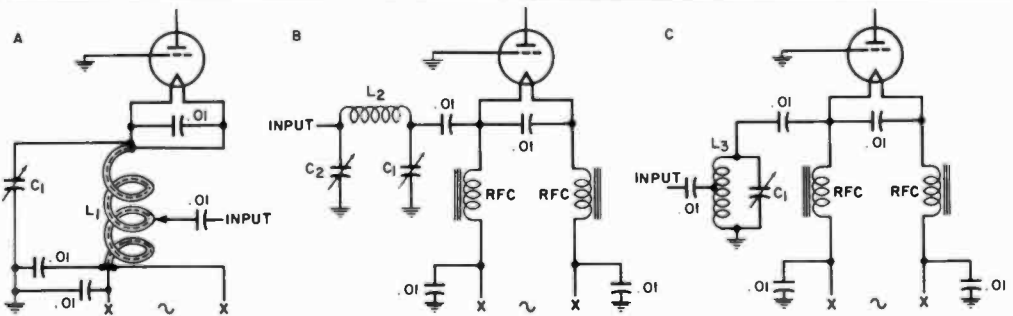 A
.01
C1
L1
.01
INPUT
.01
.01
X ~ X
B
L2
INPUT
.01
.01
C2
C1
RFC
RFC
.01
.01
X ~ X
C
.01
.01
L3
INPUT
.01
C1
RFC
RFC
.01
.01
X ~ X